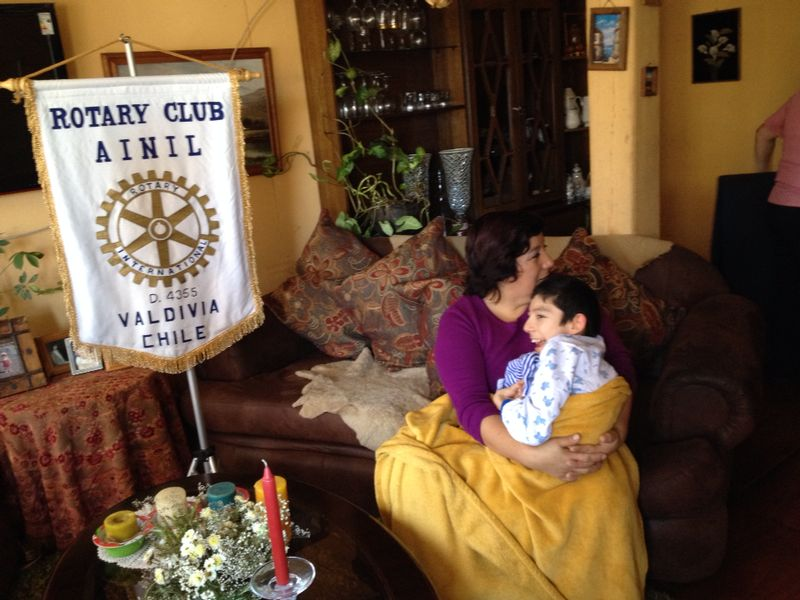 ROTARY CLUB
AINIL
ROTARY
INTERNATIONAL
D. 4355
VALDIVIA
CHILE